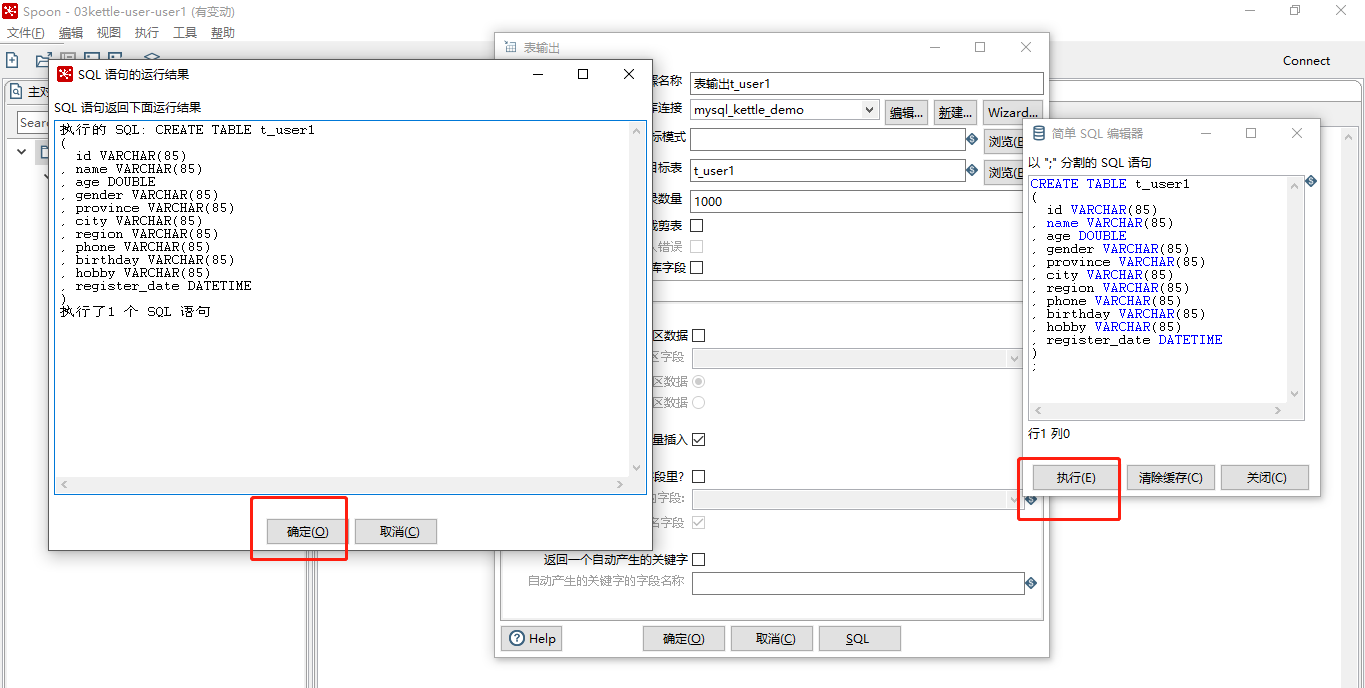 Spoon - 03kettle-user-user1 (有变动)
文件(F) 编辑 视图 执行 工具 帮助
Connect
主对
Sear
SQL 语句的运行结果
SQL 语句返回下面运行结果
执行的 SQL: CREATE TABLE t_user1
(
id VARCHAR(85)
, name VARCHAR(85)
, age DOUBLE
, gender VARCHAR(85)
, province VARCHAR(85)
, city VARCHAR(85)
, region VARCHAR(85)
, phone VARCHAR(85)
, birthday VARCHAR(85)
, hobby VARCHAR(85)
, register_date DATETIME
)
执行了1 个 SQL 语句
确定(O) 取消(C)
表输出
名称 表输出t_user1
连接 mysql_kettle_demo 编辑... 新建... Wizard...
标模式 浏览(B
目标表 t_user1 浏览(B
数量 1000
剪表
错误
库字段
区数据
区字段
区数据
区数据
量插入
字段里?
的字段:
名字段
返回一个自动产生的关键字
自动产生的关键字的字段名称
Help 确定(O) 取消(C) SQL
简单 SQL 编辑器
以 ";" 分割的 SQL 语句
CREATE TABLE t_user1
(
id VARCHAR(85)
, name VARCHAR(85)
, age DOUBLE
, gender VARCHAR(85)
, province VARCHAR(85)
, city VARCHAR(85)
, region VARCHAR(85)
, phone VARCHAR(85)
, birthday VARCHAR(85)
, hobby VARCHAR(85)
, register_date DATETIME
)
;
行1 列0
执行(E) 清除缓存(C) 关闭(C)